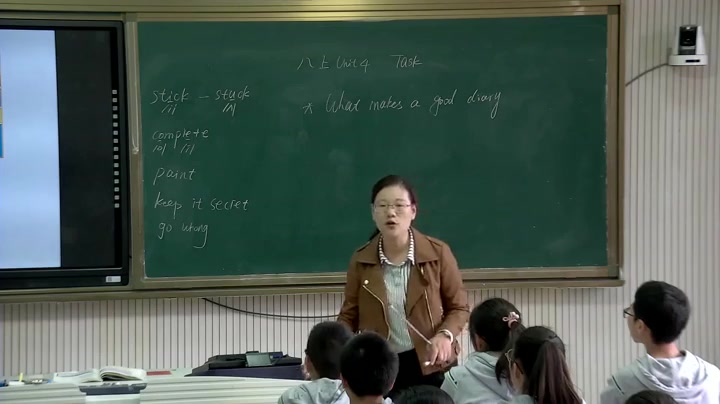 八上 Unit 4 Task
stick - stuck
/ɪ/ /ʌ/
* What makes a good diary
complete
/ə/ /iː/
paint
keep it secret
go wrong